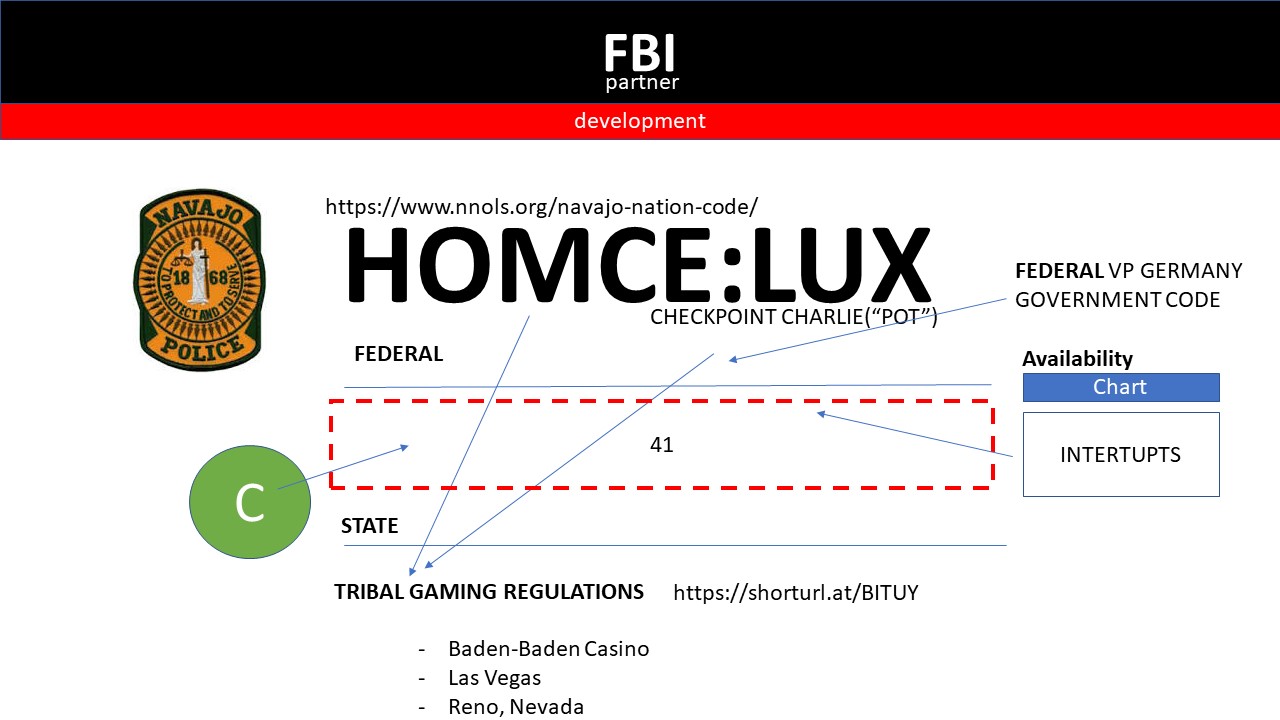 FBI
partner
development
NAVAJO
1868
TO PROTECT AND TO SERVE
POLICE
https://www.nnols.org/navajo-nation-code/
HOMCE:LUX
CHECKPOINT CHARLIE(“POT”)
FEDERAL VP GERMANY
GOVERNMENT CODE
FEDERAL
Availability
Chart
41
INTERTUPTS
C
STATE
TRIBAL GAMING REGULATIONS
https://shorturl.at/BITUY
- Baden-Baden Casino
- Las Vegas
- Reno, Nevada